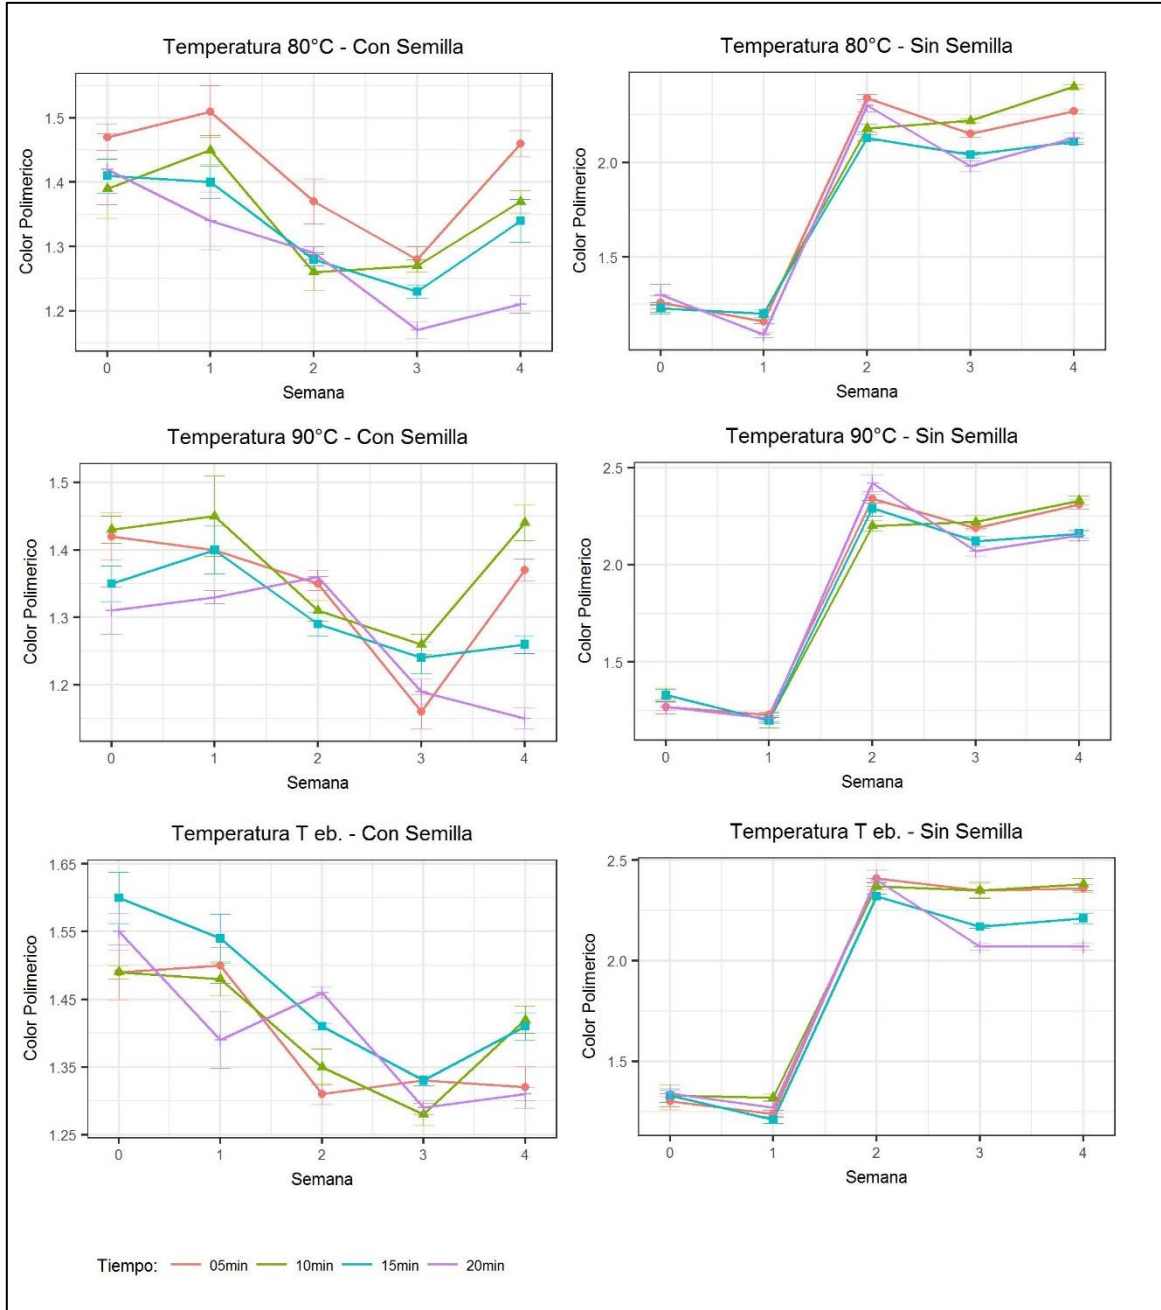 Temperatura 80°C - Con Semilla
Color Polimerico
1.5
1.4
1.3
1.2
0 1 2 3 4
Semana
Temperatura 80°C - Sin Semilla
Color Polimerico
2.0
1.5
0 1 2 3 4
Semana
Temperatura 90°C - Con Semilla
Color Polimerico
1.5
1.4
1.3
1.2
0 1 2 3 4
Semana
Temperatura 90°C - Sin Semilla
Color Polimerico
2.5
2.0
1.5
0 1 2 3 4
Semana
Temperatura T eb. - Con Semilla
Color Polimerico
1.65
1.55
1.45
1.35
1.25
0 1 2 3 4
Semana
Temperatura T eb. - Sin Semilla
Color Polimerico
2.5
2.0
1.5
0 1 2 3 4
Semana
Tiempo: 05min 10min 15min 20min